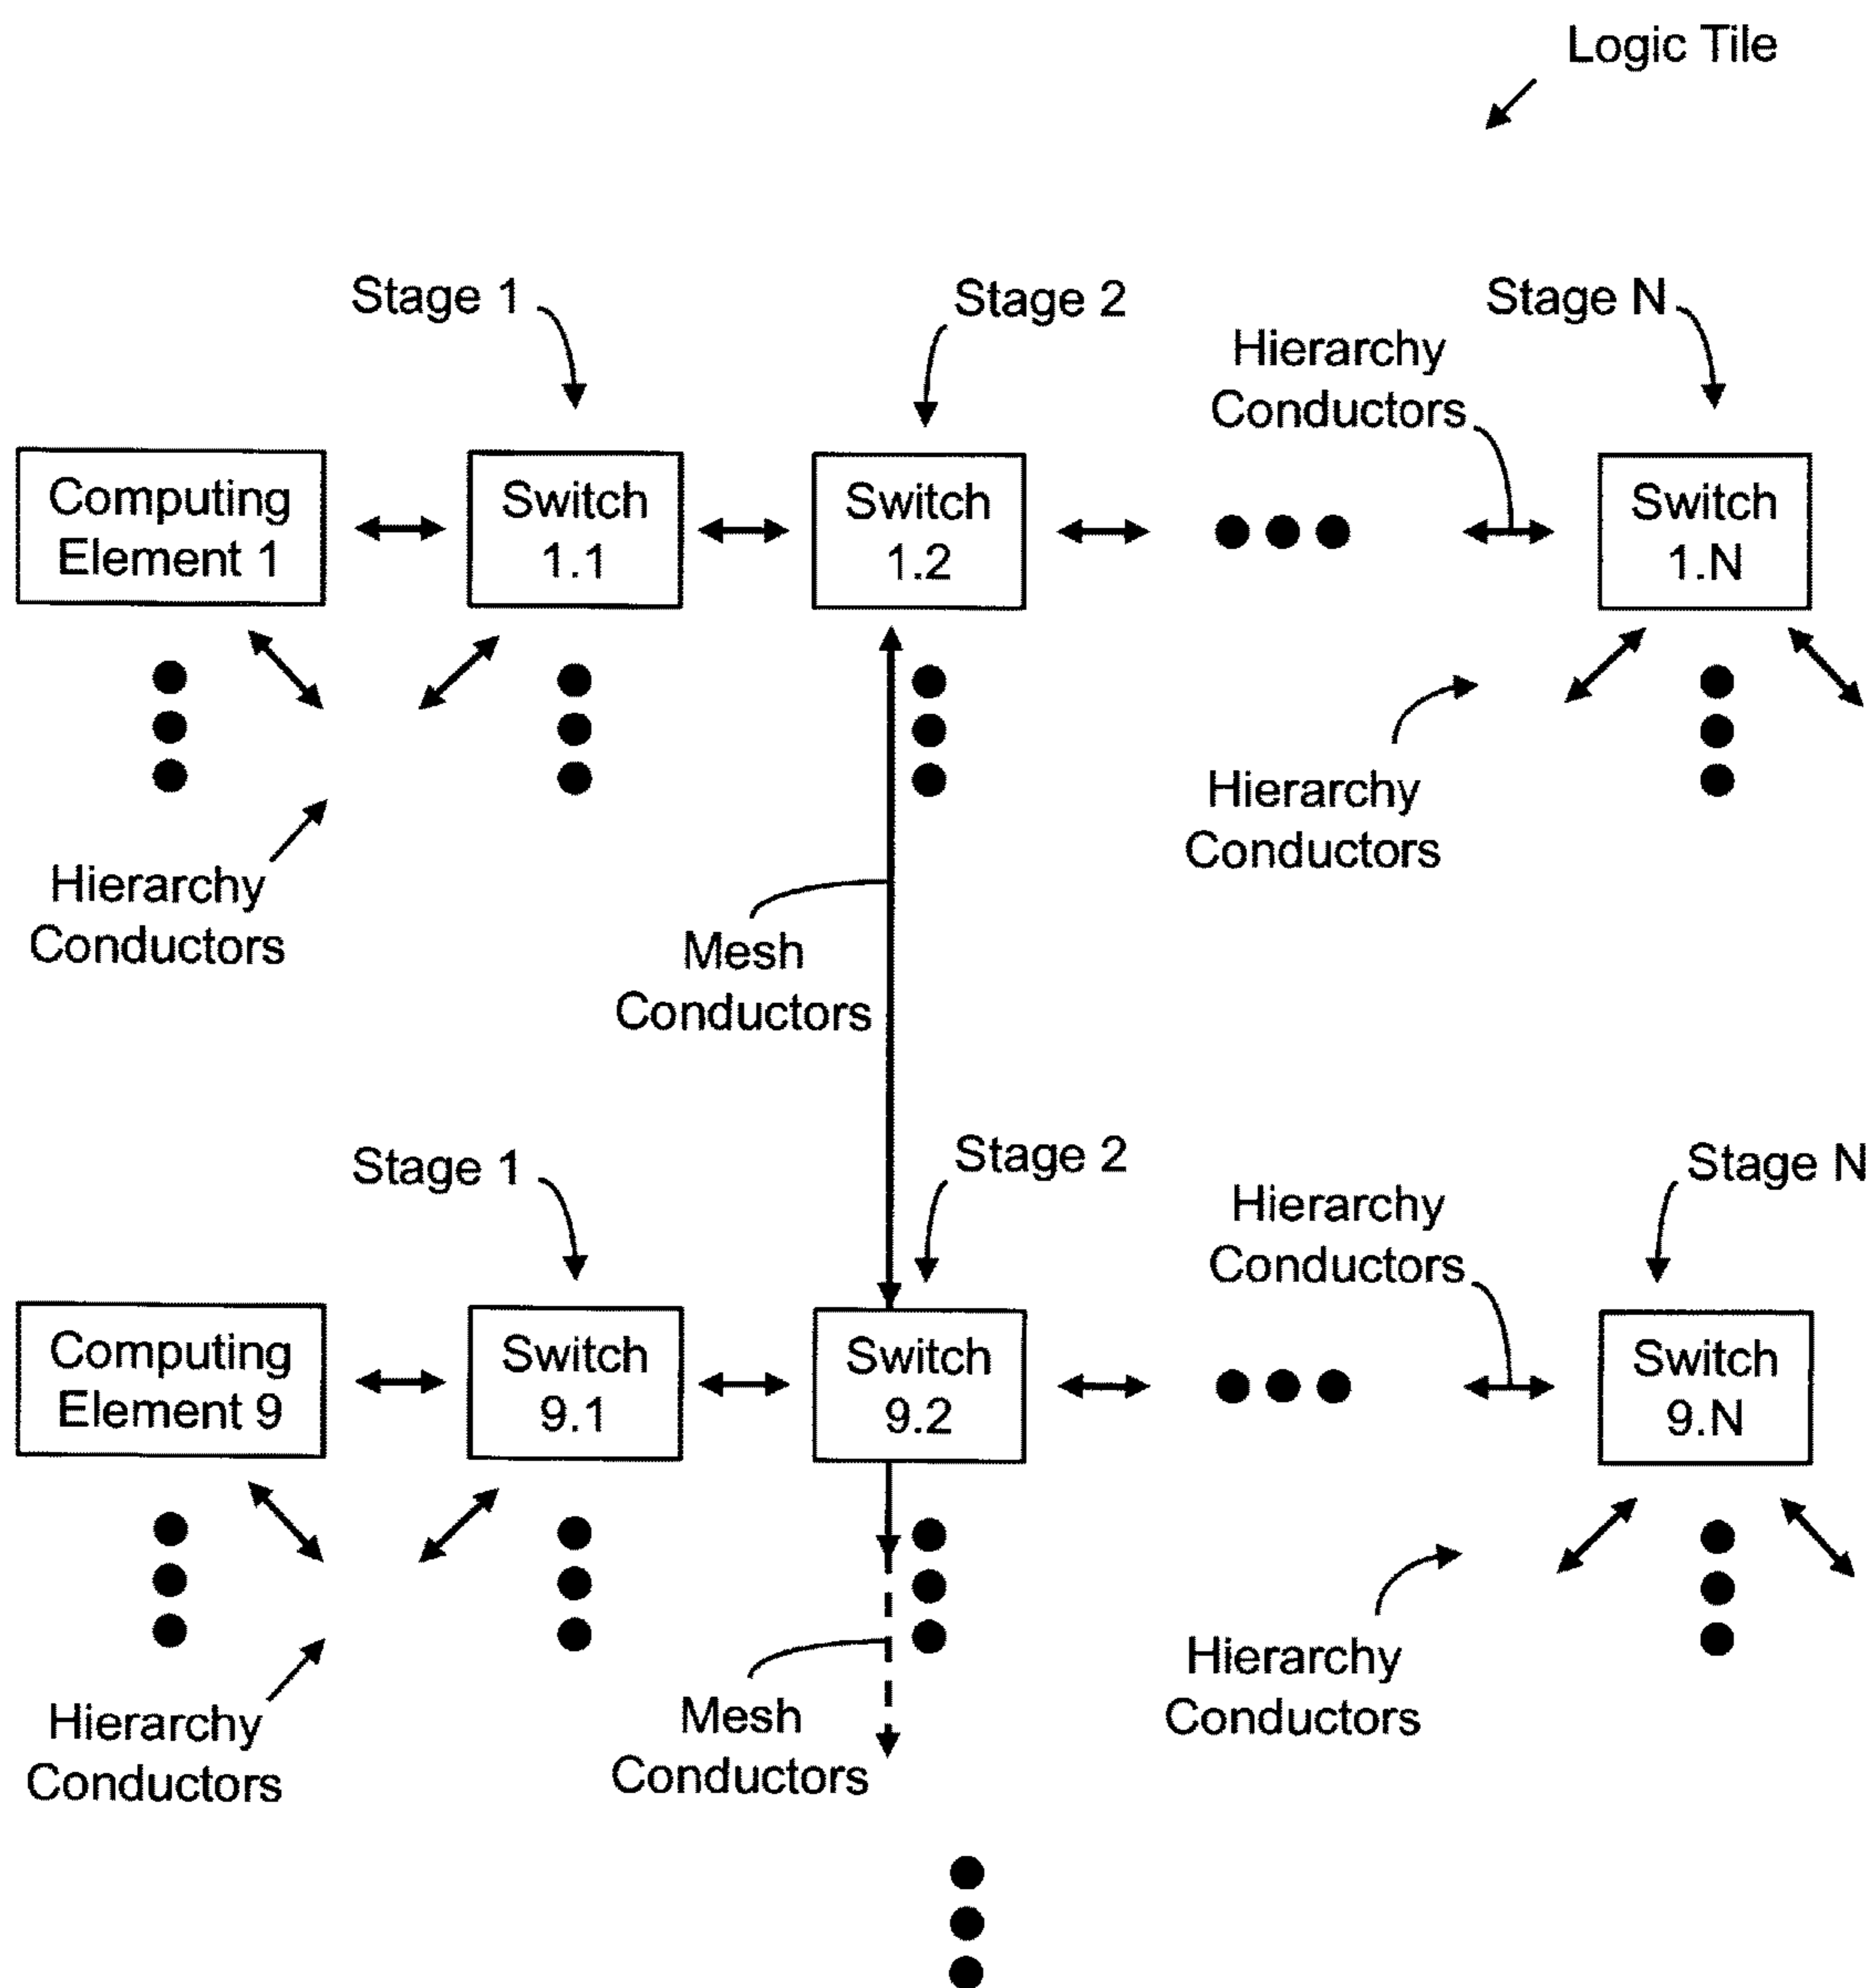 Logic Tile
Stage 1
Stage 2
Stage N
Hierarchy
Conductors
Computing
Element 1
Switch
1.1
Switch
1.2
Switch
1.N
Hierarchy
Conductors
Hierarchy
Conductors
Mesh
Conductors
Stage 1
Stage 2
Stage N
Hierarchy
Conductors
Computing
Element 9
Switch
9.1
Switch
9.2
Switch
9.N
Hierarchy
Conductors
Hierarchy
Conductors
Mesh
Conductors